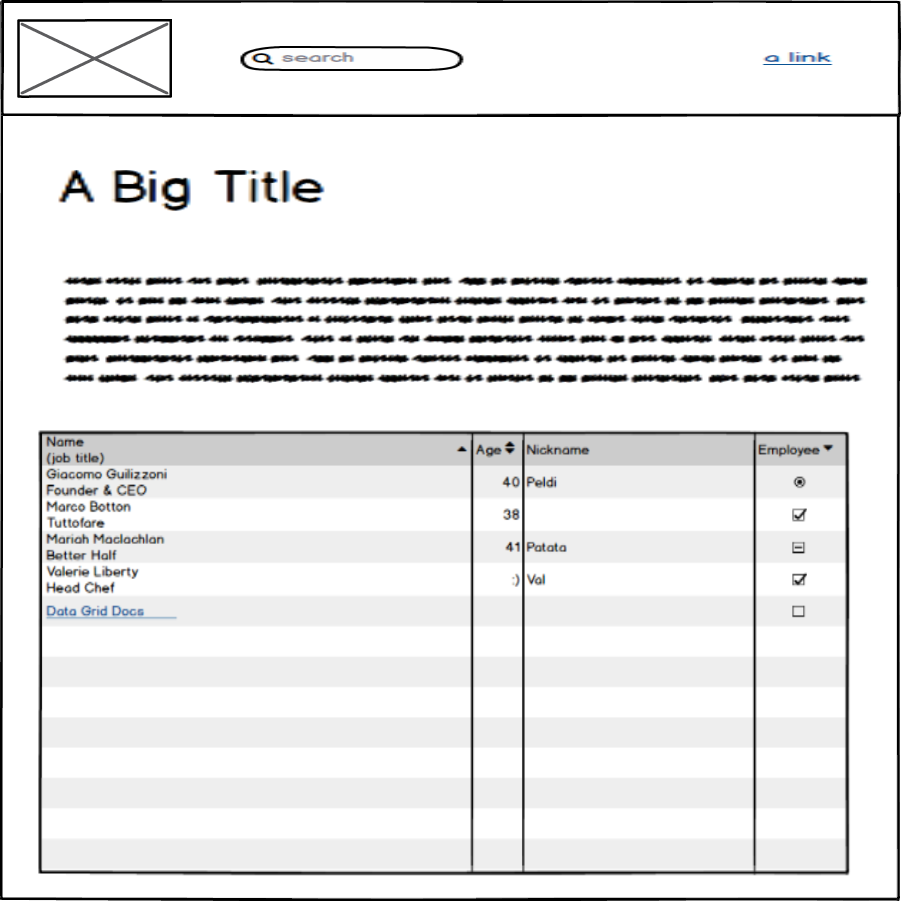 search
a link
A Big Title
Name
(job title)
Age
Nickname
Employee
Giacomo Guilizzoni
Founder & CEO
40
Peldi
Marco Botton
Tuttofare
38
Mariah Maclachlan
Better Half
41
Patata
Valerie Liberty
Head Chef
:)
Val
Data Grid Docs